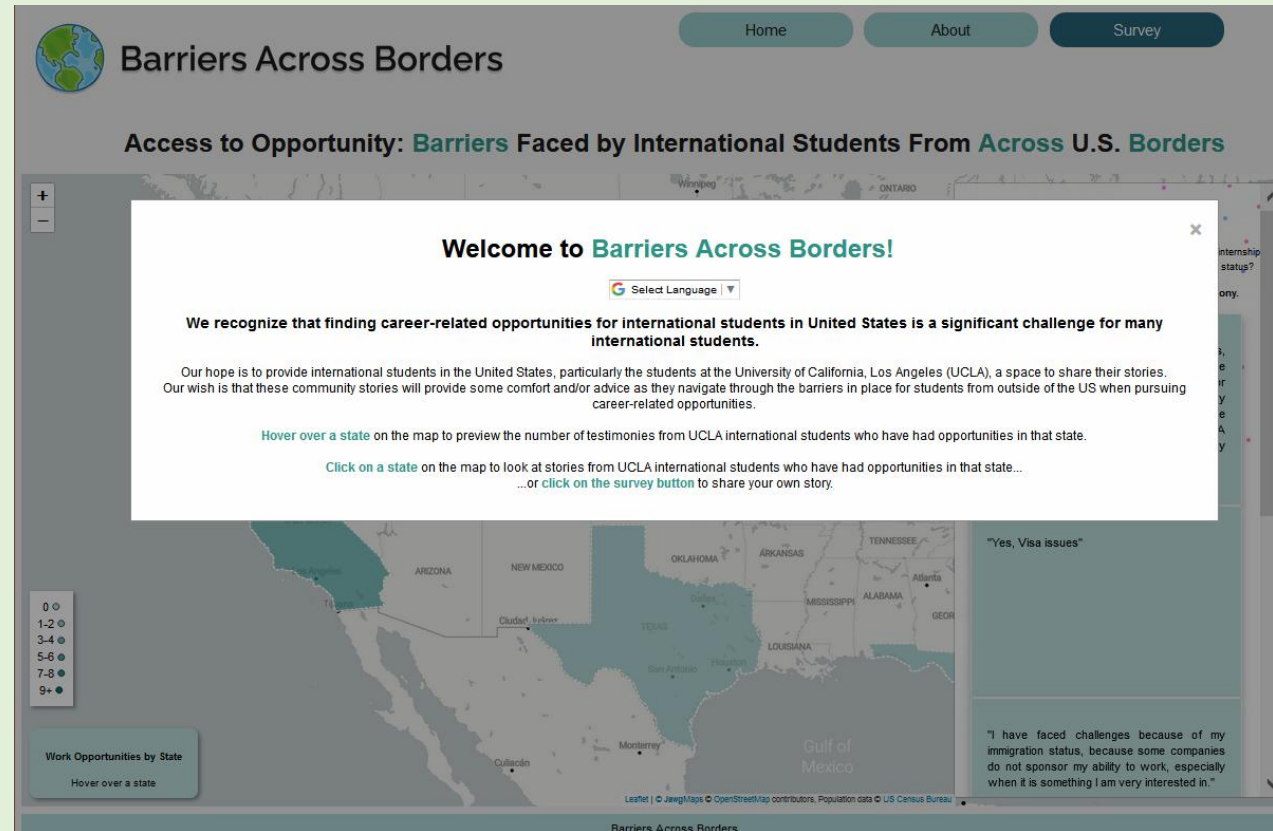 Home
About
Survey
Barriers Across Borders
Access to Opportunity: Barriers Faced by International Students From Across U.S. Borders
+
−
Winnipeg
ONTARIO
×
Welcome to Barriers Across Borders!
Select Language ▼
We recognize that finding career-related opportunities for international students in United States is a significant challenge for many
international students.
Our hope is to provide international students in the United States, particularly the students at the University of California, Los Angeles (UCLA), a space to share their stories.
Our wish is that these community stories will provide some comfort and/or advice as they navigate through the barriers in place for students from outside of the US when pursuing
career-related opportunities.
Hover over a state on the map to preview the number of testimonies from UCLA international students who have had opportunities in that state.
Click on a state on the map to look at stories from UCLA international students who have had opportunities in that state...
...or click on the survey button to share your own story.
internship
status?
ony.
Los Angeles
ARIZONA
NEW MEXICO
OKLAHOMA
ARKANSAS
TENNESSEE
Atlanta
MISSISSIPPI
ALABAMA
GEOR
Tijuana
Ciudad Juárez
Dallas
TEXAS
LOUISIANA
San Antonio
Houston
Monterrey
Culiacán
Gulf of
Mexico
"Yes, Visa issues"
0
1-2
3-4
5-6
7-8
9+
Work Opportunities by State
Hover over a state
"I have faced challenges because of my
immigration status, because some companies
do not sponsor my ability to work, especially
when it is something I am very interested in."
Leaflet | © JawgMaps © OpenStreetMap contributors, Population data © US Census Bureau
Barriers Across Borders